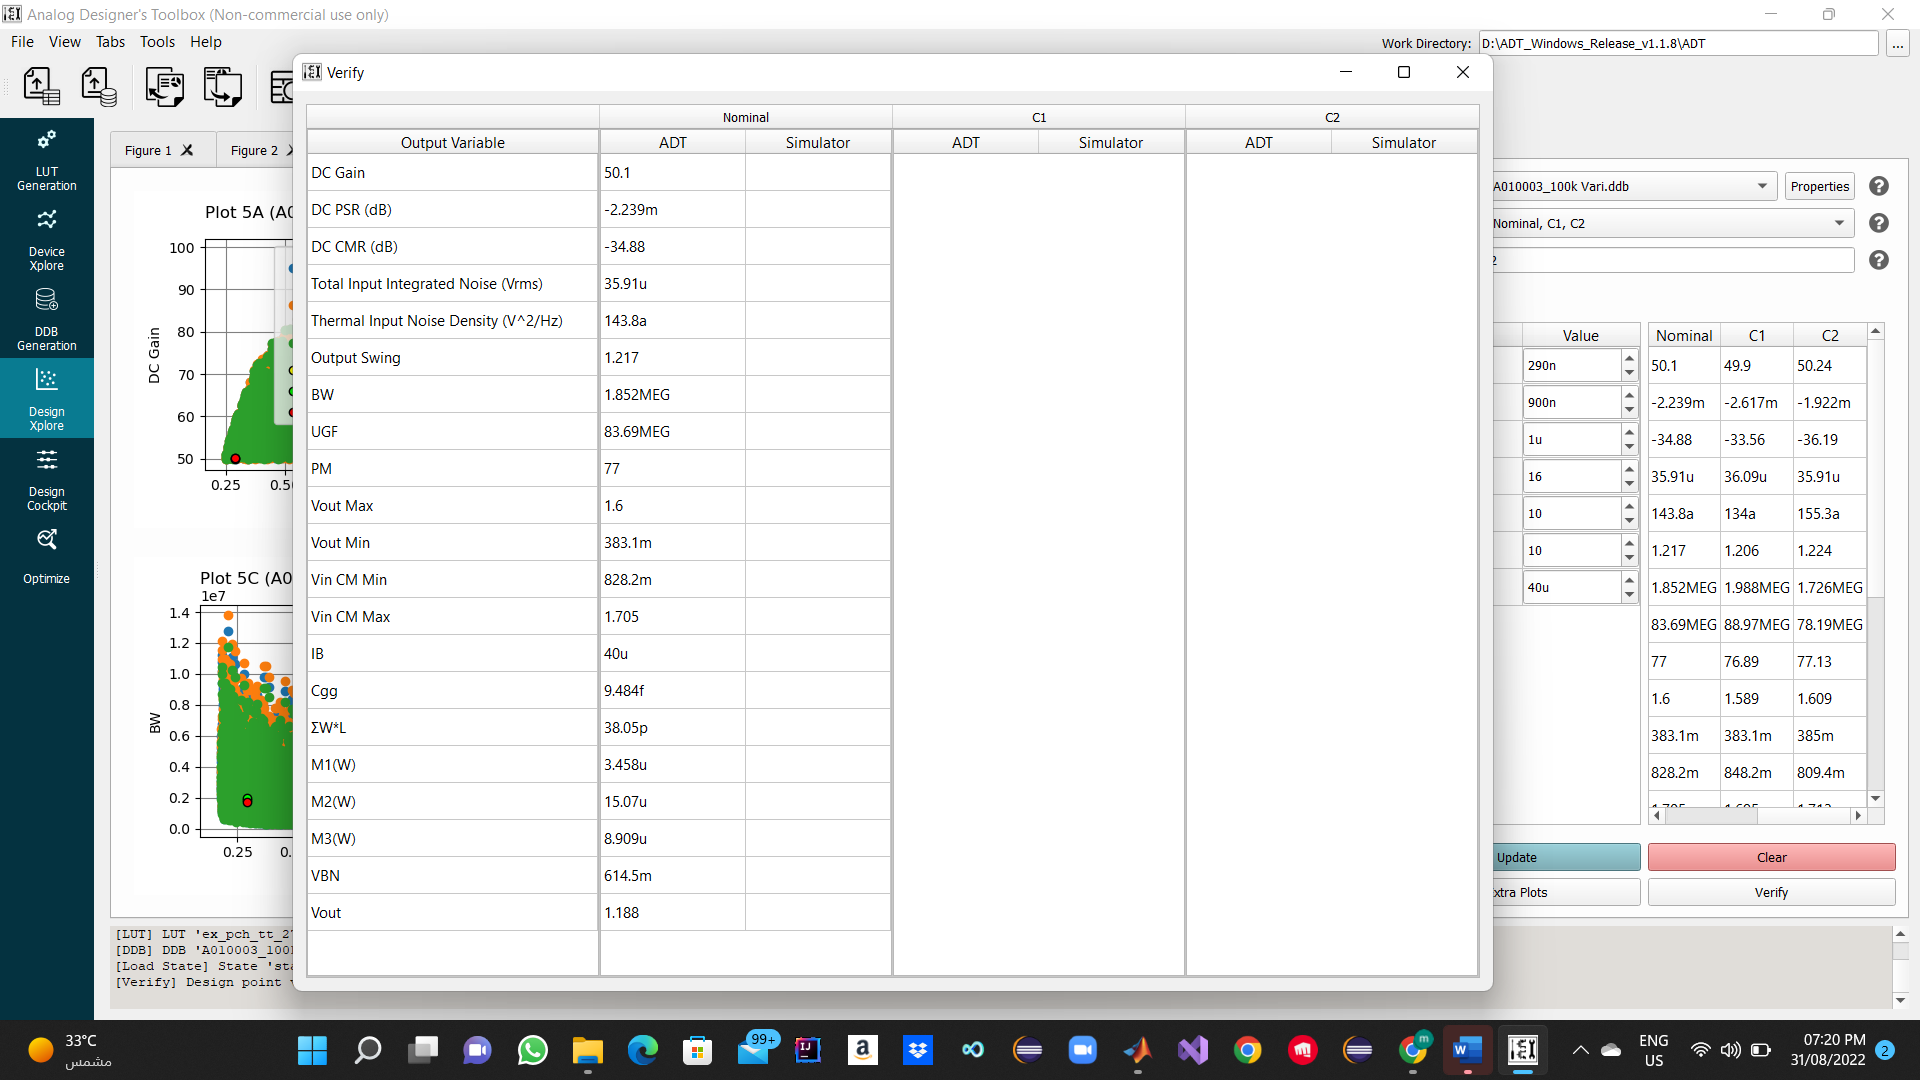 Analog Designer's Toolbox (Non-commercial use only)
File View Tabs Tools Help
Work Directory: D:\ADT_Windows_Release_v1.1.8\ADT ...
Verify
LUT
Generation
Device
Xplore
DDB
Generation
Design
Xplore
Design
Cockpit
Optimize
Figure 1 Figure 2
Plot 5A (A0
DC Gain
100
90
80
70
60
50
0.25 0.50
Plot 5C (A0
1e7
BW
1.4
1.2
1.0
0.8
0.6
0.4
0.2
0.0
0.25 0.
Nominal C1 C2
Output Variable ADT Simulator ADT Simulator ADT Simulator
DC Gain 50.1
DC PSR (dB) -2.239m
DC CMR (dB) -34.88
Total Input Integrated Noise (Vrms) 35.91u
Thermal Input Noise Density (V^2/Hz) 143.8a
Output Swing 1.217
BW 1.852MEG
UGF 83.69MEG
PM 77
Vout Max 1.6
Vout Min 383.1m
Vin CM Min 828.2m
Vin CM Max 1.705
IB 40u
Cgg 9.484f
ΣW*L 38.05p
M1(W) 3.458u
M2(W) 15.07u
M3(W) 8.909u
VBN 614.5m
Vout 1.188
A010003_100k Vari.ddb Properties ?
Nominal, C1, C2 ?
2 ?
Value
290n
900n
1u
16
10
10
40u
Nominal C1 C2
50.1 49.9 50.24
-2.239m -2.617m -1.922m
-34.88 -33.56 -36.19
35.91u 36.09u 35.91u
143.8a 134a 155.3a
1.217 1.206 1.224
1.852MEG 1.988MEG 1.726MEG
83.69MEG 88.97MEG 78.19MEG
77 76.89 77.13
1.6 1.589 1.609
383.1m 383.1m 385m
828.2m 848.2m 809.4m
Update Clear
xtra Plots Verify
[LUT] LUT 'ex_pch_tt_2
[DDB] DDB 'A010003_100
[Load State] State 'sta
[Verify] Design point
33°C
مشمس
99+
ENG
US
07:20 PM
31/08/2022
2